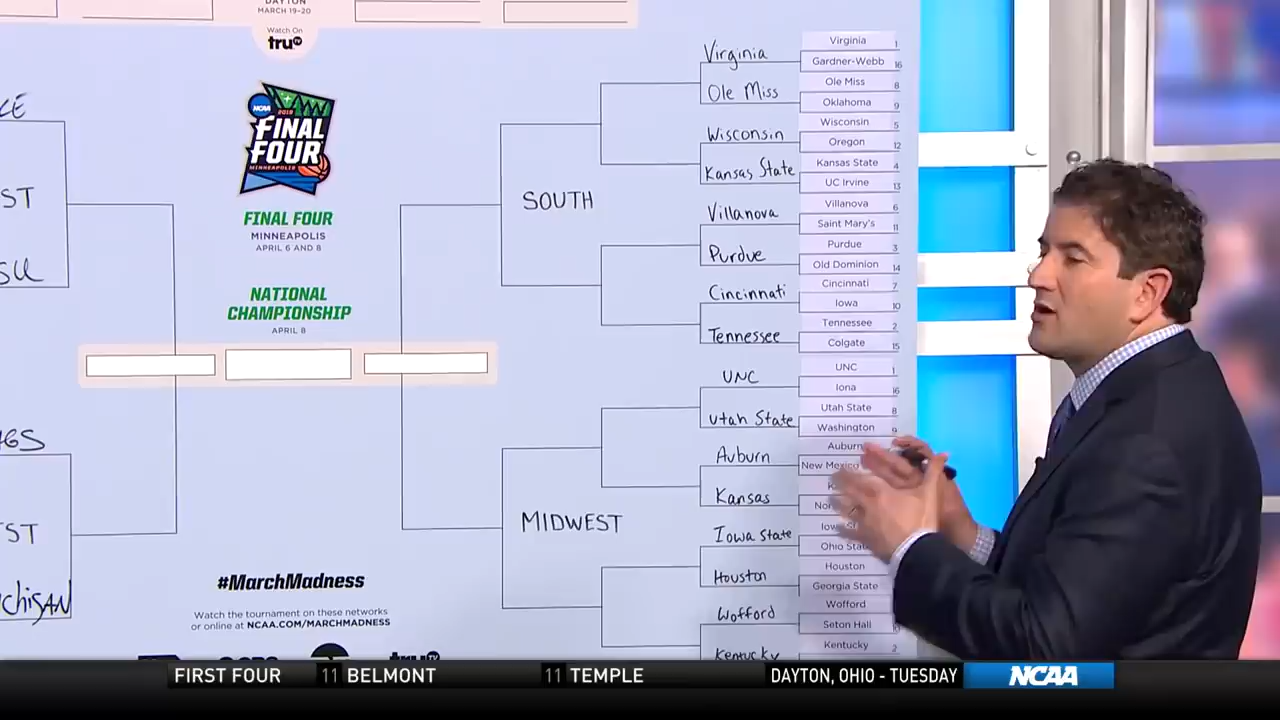 DAYTON
MARCH 19-20
Watch On
truTV
NCAA
2019
FINAL
FOUR
MINNEAPOLIS
FINAL FOUR
MINNEAPOLIS
APRIL 6 AND 8
NATIONAL
CHAMPIONSHIP
APRIL 8
#MarchMadness
Watch the tournament on these networks
or online at NCAA.COM/MARCHMADNESS
truTV
SOUTH
Virginia
Ole Miss
Wisconsin
Kansas State
Villanova
Purdue
Cincinnati
Tennessee
Virginia 1
Gardner-Webb 16
Ole Miss 8
Oklahoma 9
Wisconsin 5
Oregon 12
Kansas State 4
UC Irvine 13
Villanova 6
Saint Mary's 11
Purdue 3
Old Dominion 14
Cincinnati 7
Iowa 10
Tennessee 2
Colgate 15
MIDWEST
UNC
Utah State
Auburn
Kansas
Iowa State
Houston
Wofford
Kentucky
UNC 1
Iona 16
Utah State 8
Washington 9
Auburn
New Mexico
Ohio State
Houston
Georgia State
Wofford
Seton Hall
Kentucky 2
FIRST FOUR 11 BELMONT 11 TEMPLE DAYTON, OHIO - TUESDAY NCAA